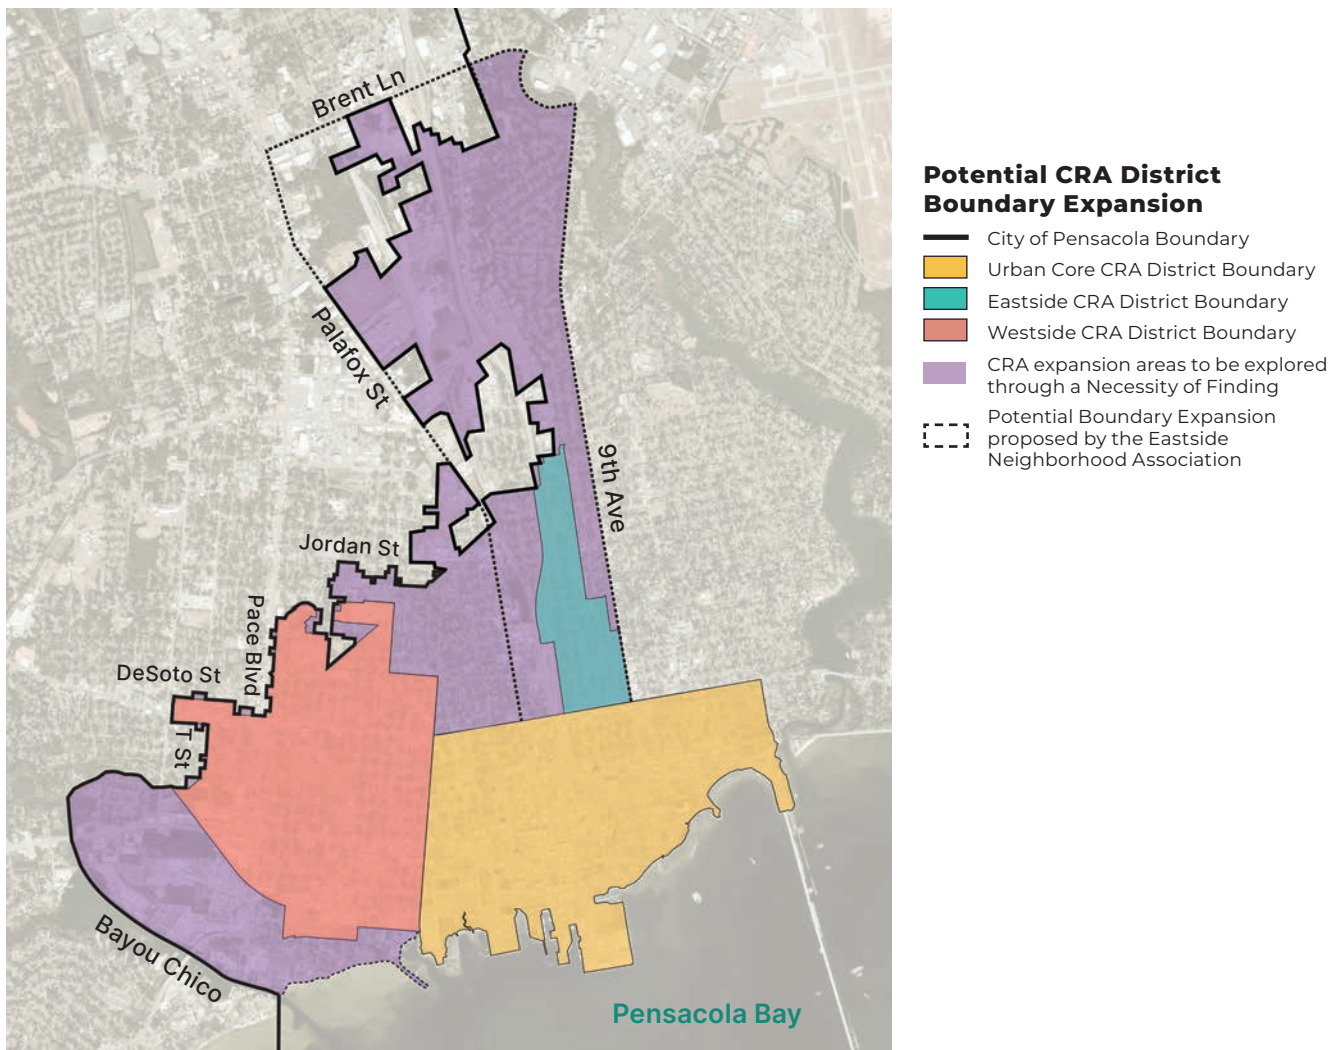 Brent Ln
Palafox St
9th Ave
Jordan St
Pace Blvd
DeSoto St
T St
Bayou Chico
Pensacola Bay
Potential CRA District
Boundary Expansion
City of Pensacola Boundary
Urban Core CRA District Boundary
Eastside CRA District Boundary
Westside CRA District Boundary
CRA expansion areas to be explored
through a Necessity of Finding
Potential Boundary Expansion
proposed by the Eastside
Neighborhood Association